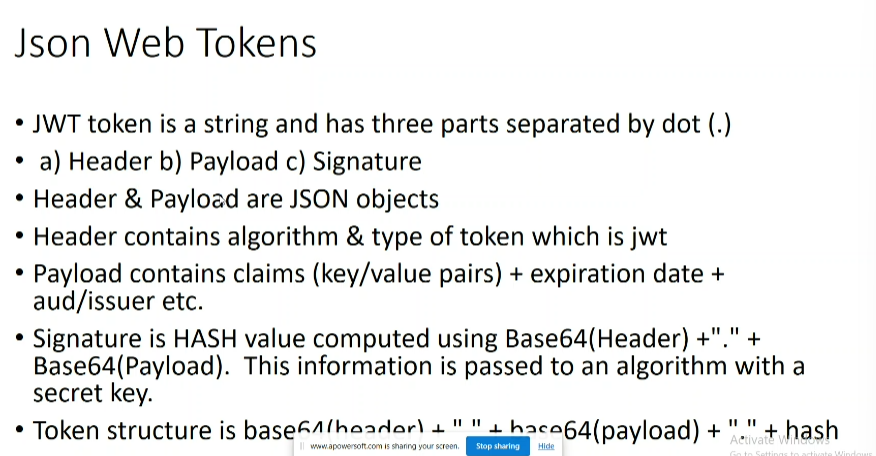 Json Web Tokens
• JWT token is a string and has three parts separated by dot (.)
• a) Header b) Payload c) Signature
• Header & Payload are JSON objects
• Header contains algorithm & type of token which is jwt
• Payload contains claims (key/value pairs) + expiration date +
aud/issuer etc.
• Signature is HASH value computed using Base64(Header) +"." +
Base64(Payload). This information is passed to an algorithm with a
secret key.
• Token structure is base64(header) + "." + base64(payload) + "." + hash
www.apowersoft.com is sharing your screen. Stop sharing Hide
Activate Windows
Go to Settings to activate Windows